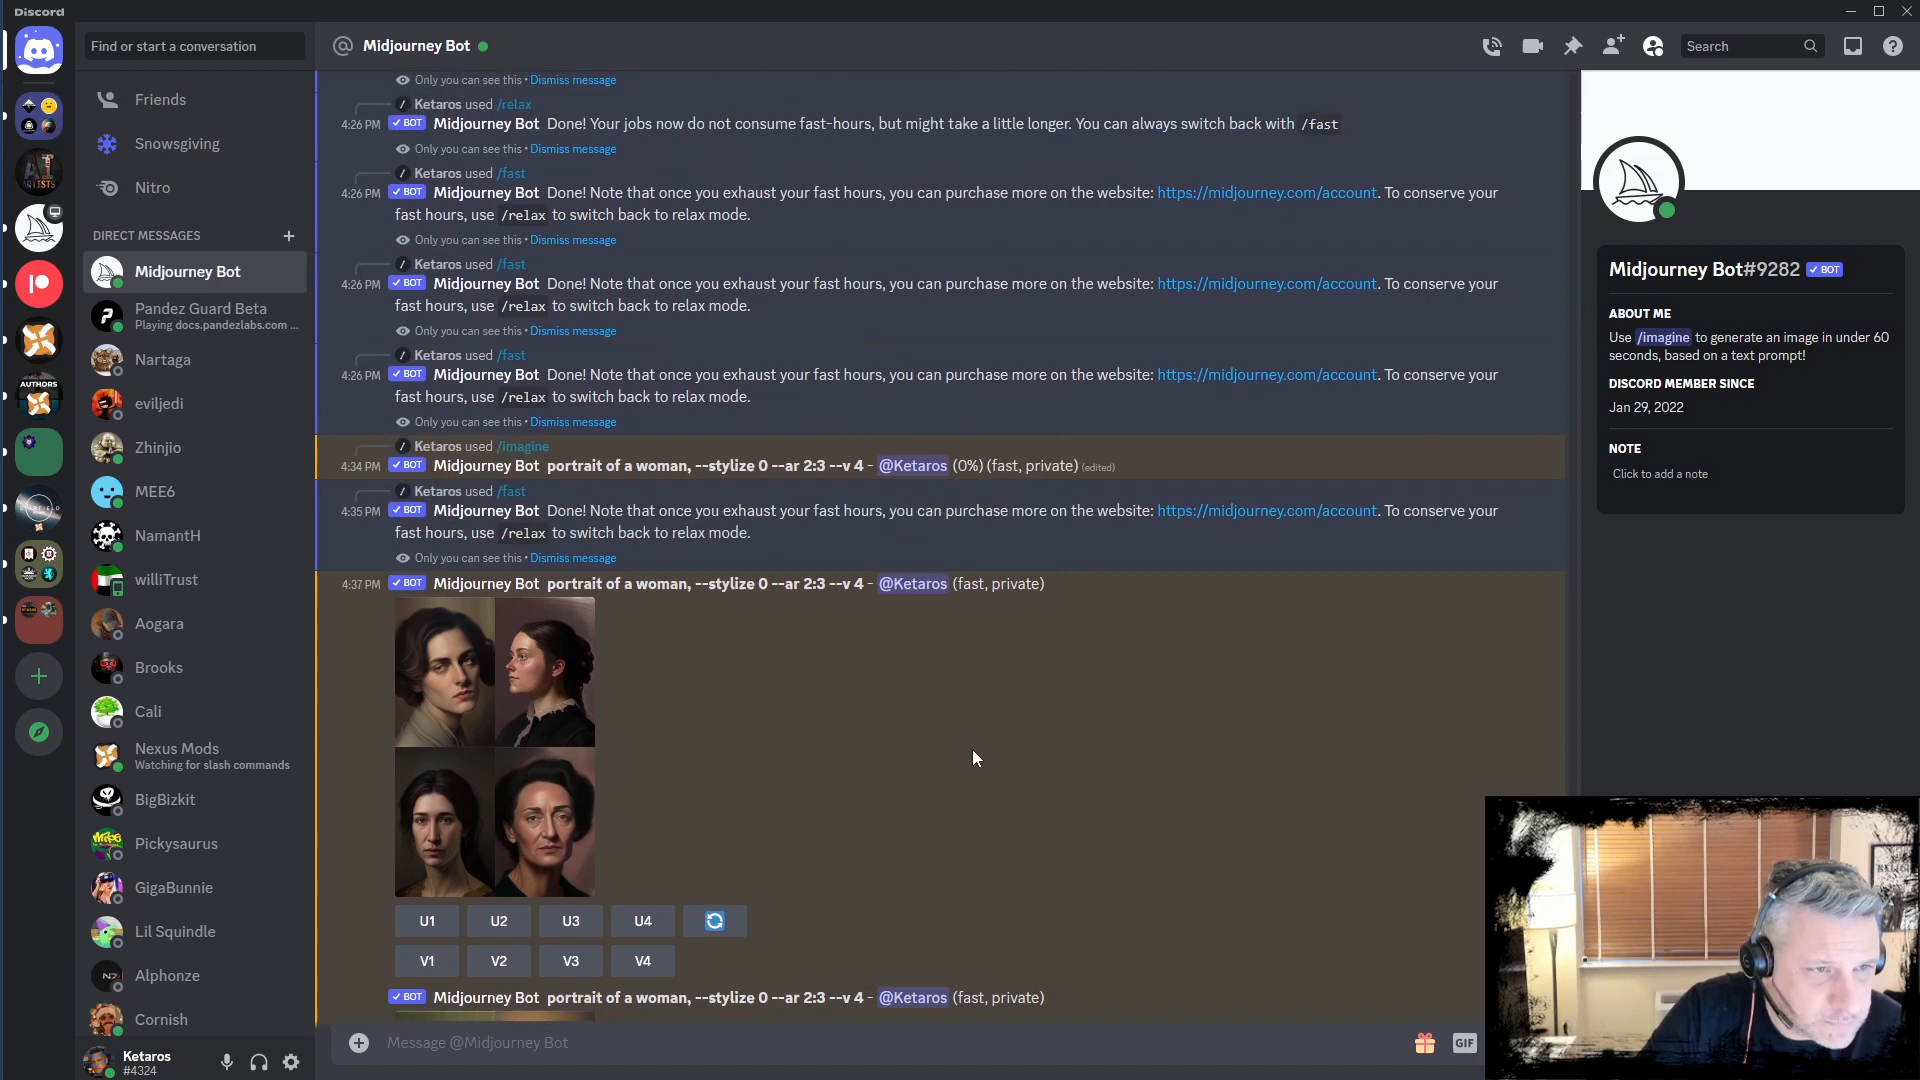 Discord
Find or start a conversation
Friends
Snowsgiving
Nitro
DIRECT MESSAGES
Midjourney Bot
Pandez Guard Beta
Playing docs.pandezlabs.com ...
Nartaga
eviljedi
Zhinjio
MEE6
NamantH
williTrust
Aogara
Brooks
Cali
Nexus Mods
Watching for slash commands
BigBizkit
Pickysaurus
GigaBunnie
Lil Squindle
Alphonze
Cornish
Ketaros
#4324
AI
ARTISTS
AUTHORS
Midjourney Bot
Search
Only you can see this • Dismiss message
Ketaros used /relax
4:26 PM BOT Midjourney Bot Done! Your jobs now do not consume fast-hours, but might take a little longer. You can always switch back with /fast
Only you can see this • Dismiss message
Ketaros used /fast
4:26 PM BOT Midjourney Bot Done! Note that once you exhaust your fast hours, you can purchase more on the website: https://midjourney.com/account. To conserve your
fast hours, use /relax to switch back to relax mode.
Only you can see this • Dismiss message
Ketaros used /fast
4:26 PM BOT Midjourney Bot Done! Note that once you exhaust your fast hours, you can purchase more on the website: https://midjourney.com/account. To conserve your
fast hours, use /relax to switch back to relax mode.
Only you can see this • Dismiss message
Ketaros used /fast
4:26 PM BOT Midjourney Bot Done! Note that once you exhaust your fast hours, you can purchase more on the website: https://midjourney.com/account. To conserve your
fast hours, use /relax to switch back to relax mode.
Only you can see this • Dismiss message
Ketaros used /imagine
4:34 PM BOT Midjourney Bot portrait of a woman, --stylize 0 --ar 2:3 --v 4 - @Ketaros (0%) (fast, private) (edited)
Ketaros used /fast
4:35 PM BOT Midjourney Bot Done! Note that once you exhaust your fast hours, you can purchase more on the website: https://midjourney.com/account. To conserve your
fast hours, use /relax to switch back to relax mode.
Only you can see this • Dismiss message
4:37 PM BOT Midjourney Bot portrait of a woman, --stylize 0 --ar 2:3 --v 4 - @Ketaros (fast, private)
U1 U2 U3 U4
V1 V2 V3 V4
BOT Midjourney Bot portrait of a woman, --stylize 0 --ar 2:3 --v 4 - @Ketaros (fast, private)
Message @Midjourney Bot
GIF
Midjourney Bot#9282 BOT
ABOUT ME
Use /imagine to generate an image in under 60
seconds, based on a text prompt!
DISCORD MEMBER SINCE
Jan 29, 2022
NOTE
Click to add a note